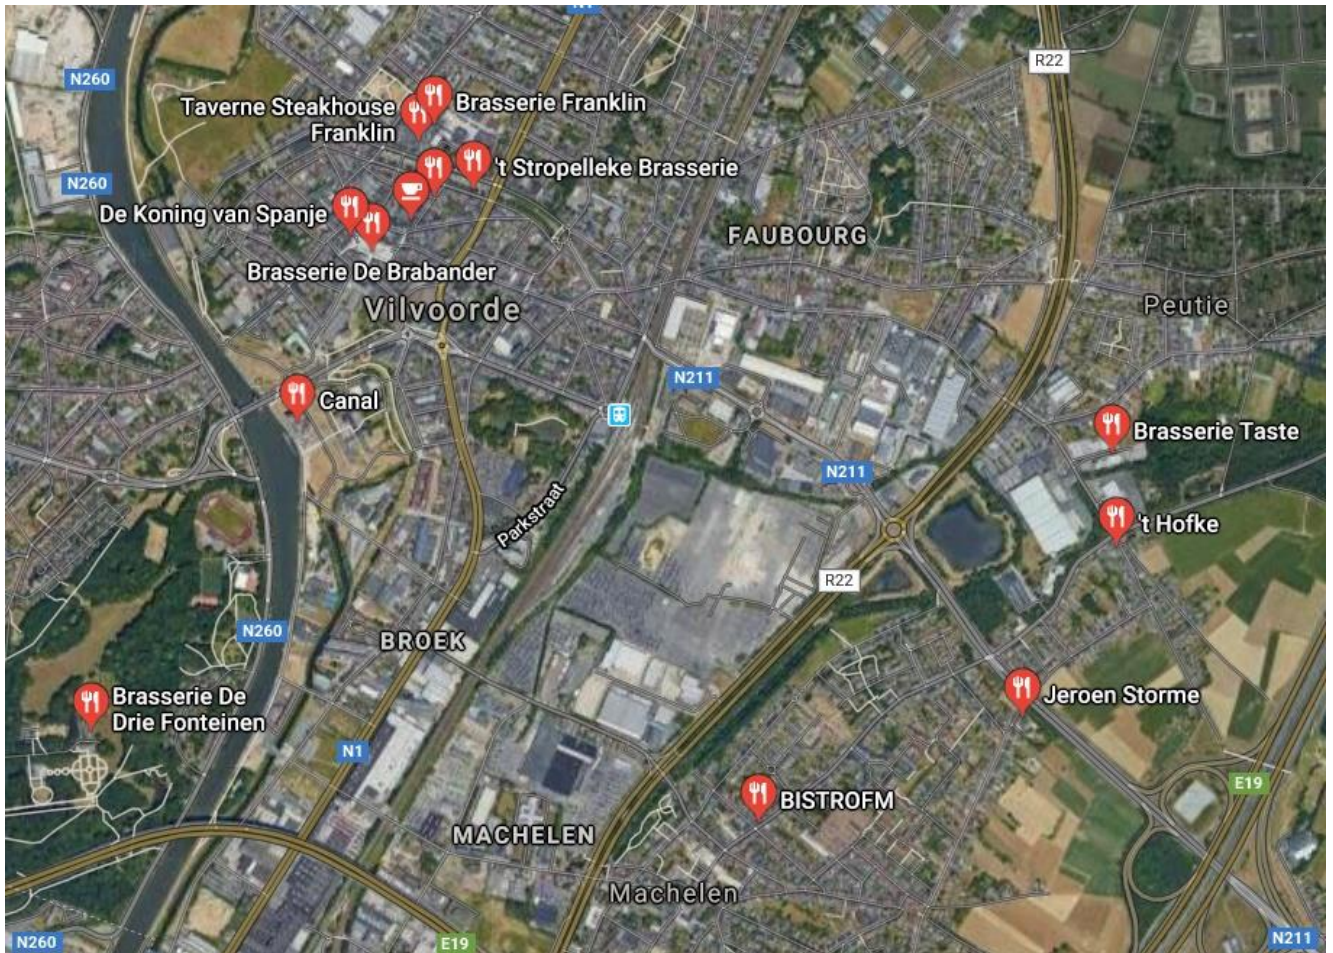 N1
R22
N260
Taverne Steakhouse
Franklin
Brasserie Franklin
't Stropelleke Brasserie
N260
De Koning van Spanje
FAUBOURG
Brasserie De Brabander
Vilvoorde
Peutie
N211
Canal
Brasserie Taste
N211
Parkstraat
't Hofke
R22
N260
BROEK
Brasserie De
Drie Fonteinen
Jeroen Storme
N1
E19
BISTROFM
MACHELEN
Machelen
N260
E19
N211